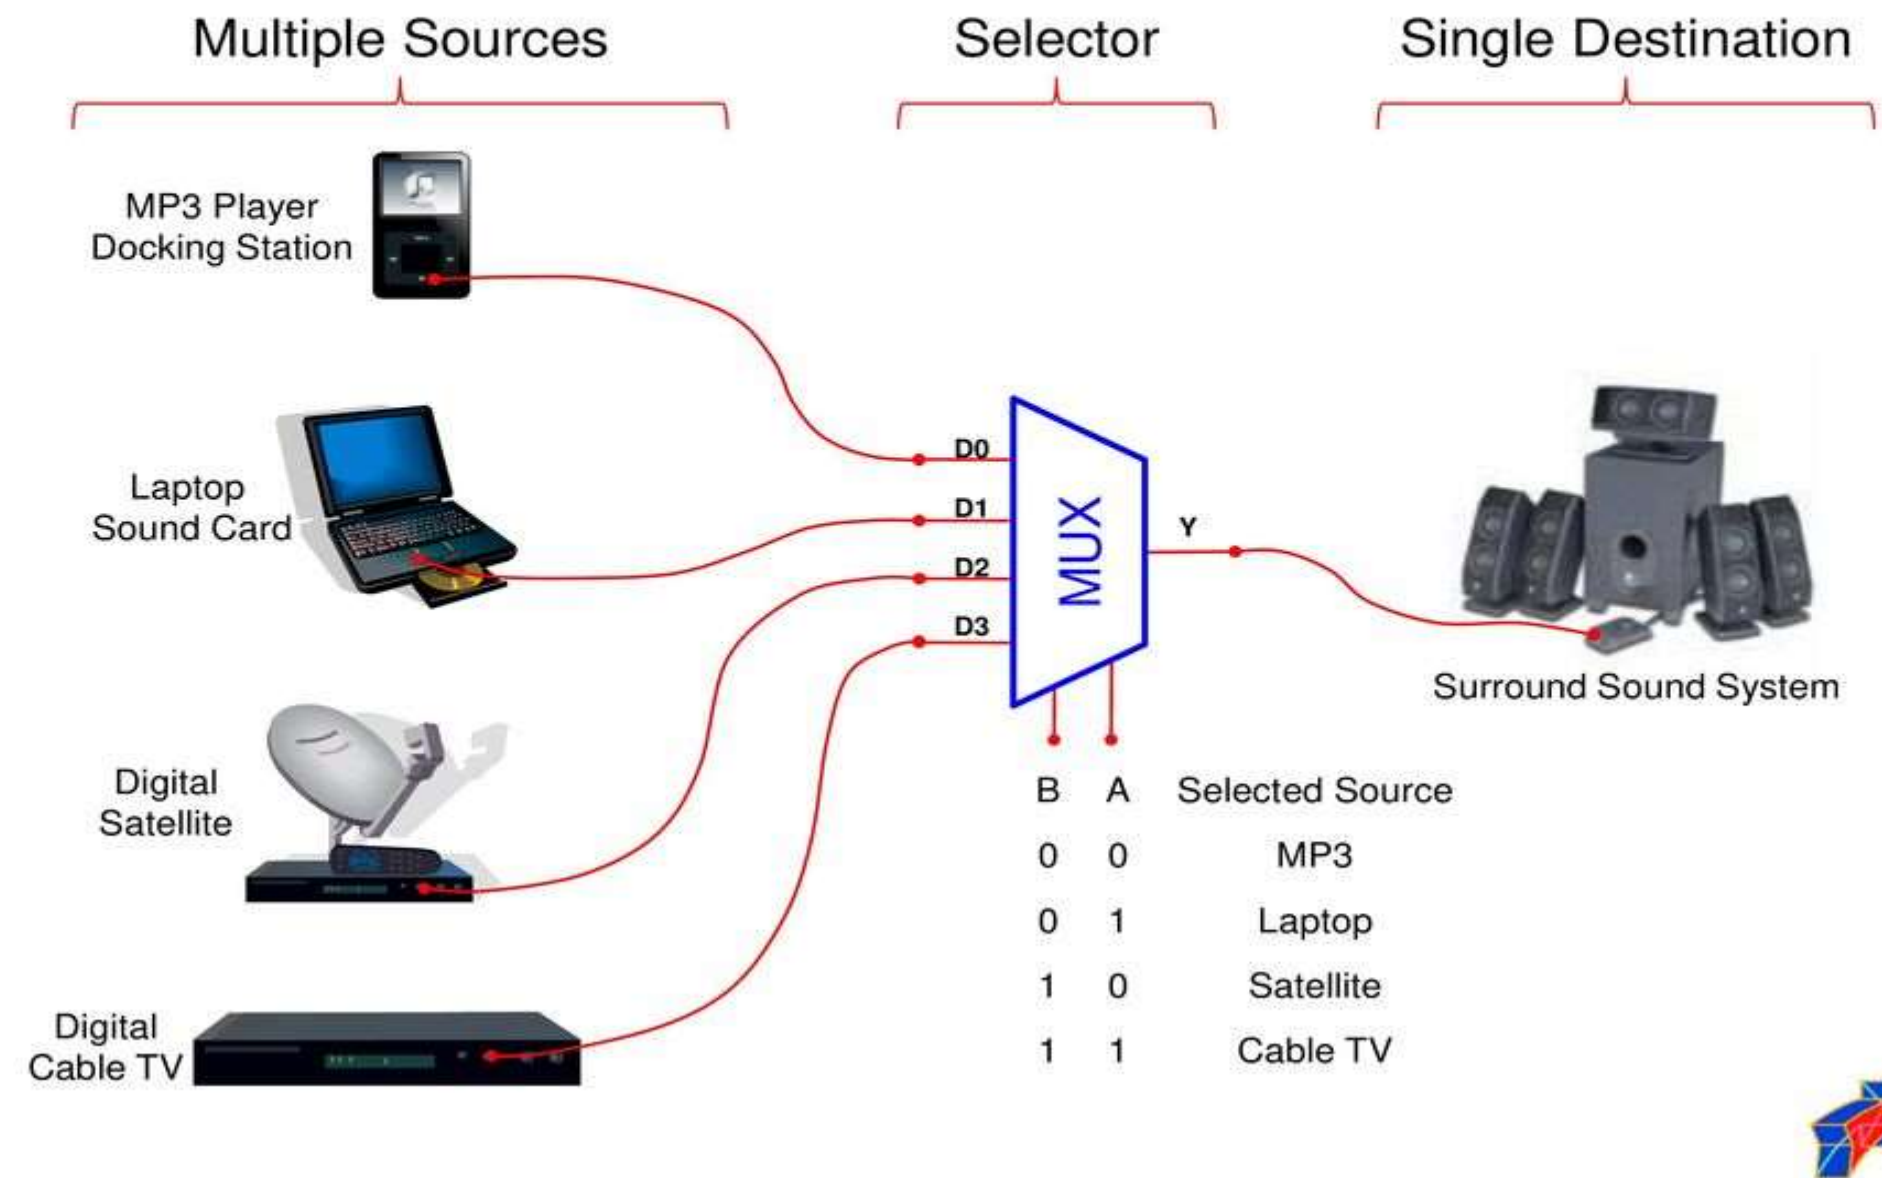 Multiple Sources
Selector
Single Destination
MP3 Player
Docking Station
Laptop
Sound Card
Digital
Satellite
Digital
Cable TV
D0
D1
D2
D3
MUX
Y
Surround Sound System
B A Selected Source
0 0 MP3
0 1 Laptop
1 0 Satellite
1 1 Cable TV